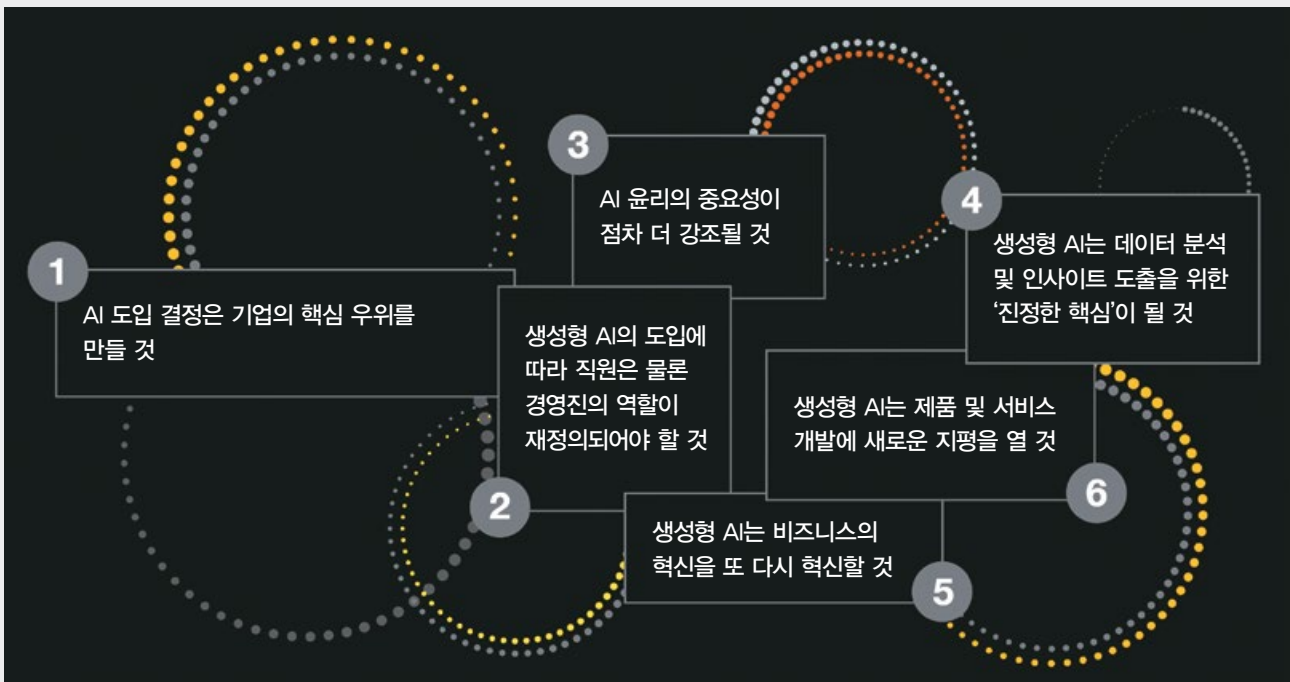 1
AI 도입 결정은 기업의 핵심 우위를
만들 것
2
생성형 AI의 도입에
따라 직원은 물론
경영진의 역할이
재정의되어야 할 것
3
AI 윤리의 중요성이
점차 더 강조될 것
4
생성형 AI는 데이터 분석
및 인사이트 도출을 위한
‘진정한 핵심’이 될 것
5
생성형 AI는 비즈니스의
혁신을 또 다시 혁신할 것
6
생성형 AI는 제품 및 서비스
개발에 새로운 지평을 열 것